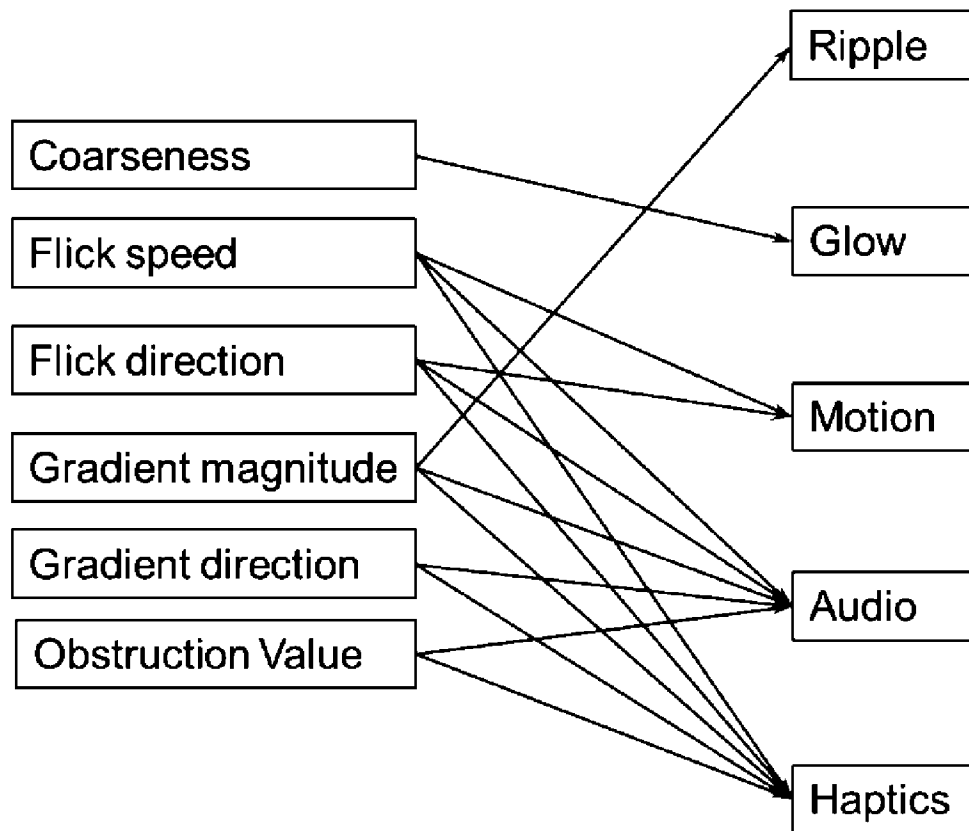 Ripple
Coarseness
Glow
Flick speed
Flick direction
Motion
Gradient magnitude
Gradient direction
Audio
Obstruction Value
Haptics